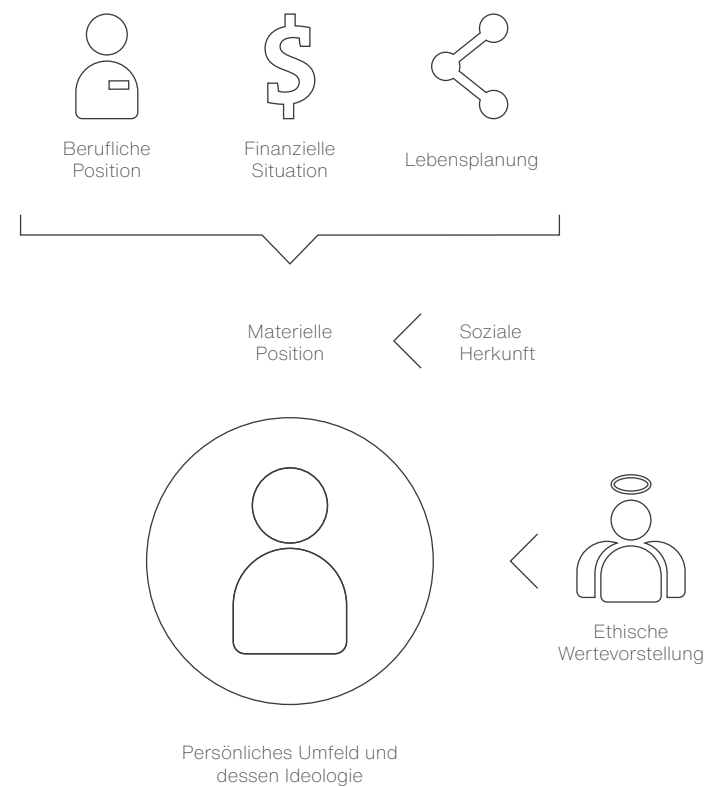 Berufliche
Position
Finanzielle
Situation
Lebensplanung
Materielle
Position
Soziale
Herkunft
Ethische
Wertevorstellung
Persönliches Umfeld und
dessen Ideologie